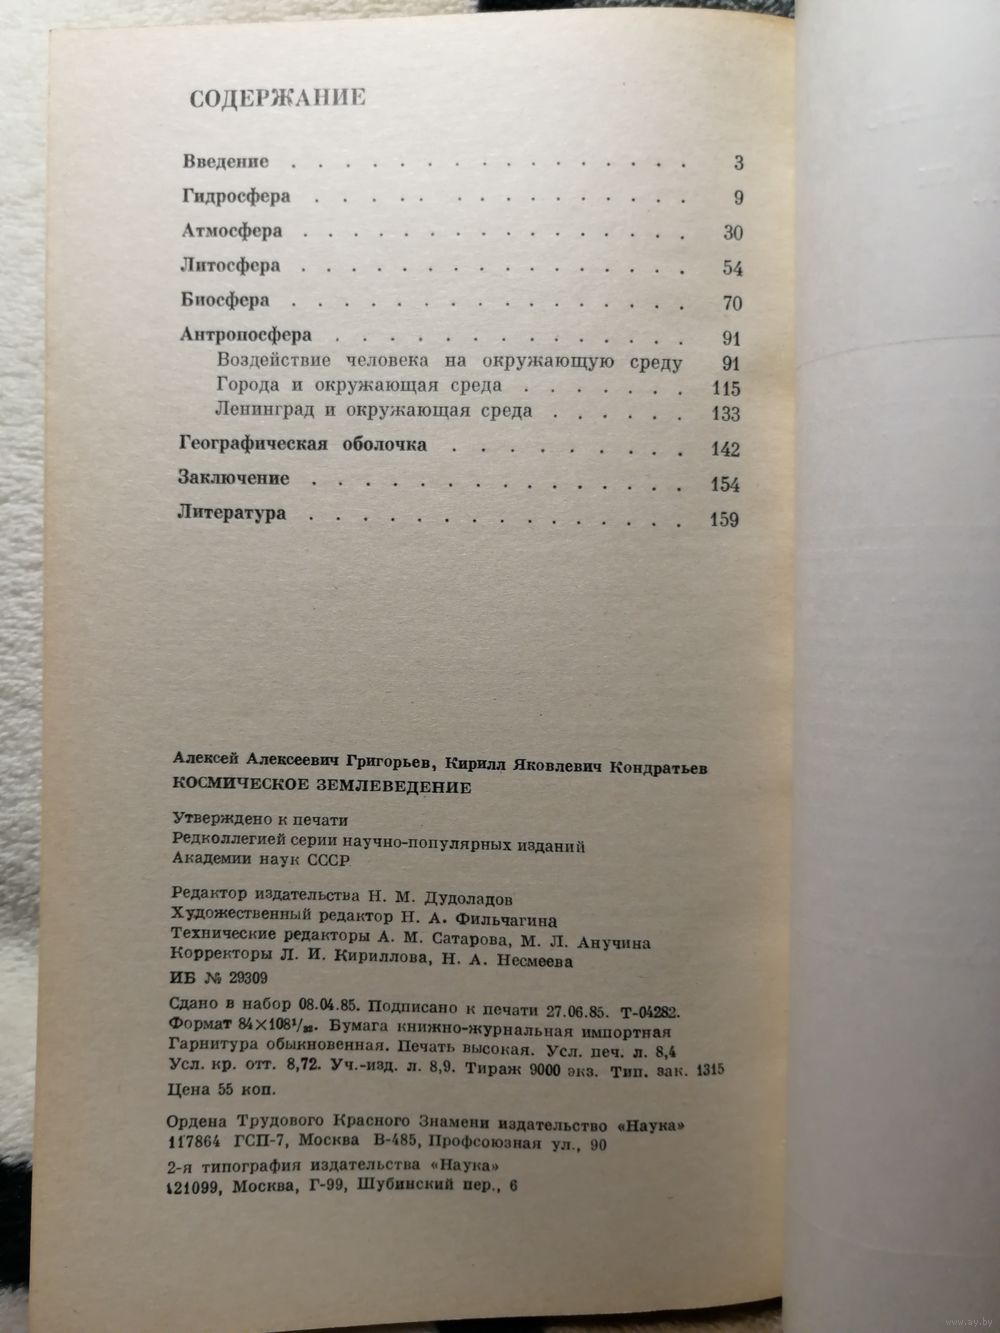 СОДЕРЖАНИЕ
Введение . . . . . . . . . . . . . . . . 3
Гидросфера . . . . . . . . . . . . . . 9
Атмосфера . . . . . . . . . . . . . . . 30
Литосфера . . . . . . . . . . . . . . . 54
Биосфера . . . . . . . . . . . . . . . . 70
Антропосфера . . . . . . . . . . . . . . 91
Воздействие человека на окружающую среду 91
Города и окружающая среда . . . . . . . 115
Ленинград и окружающая среда . . . . . . 133
Географическая оболочка . . . . . . . . . 142
Заключение . . . . . . . . . . . . . . . 154
Литература . . . . . . . . . . . . . . . 159
Алексей Алексеевич Григорьев, Кирилл Яковлевич Кондратьев
КОСМИЧЕСКОЕ ЗЕМЛЕВЕДЕНИЕ
Утверждено к печати
Редколлегией серии научно-популярных изданий
Академии наук СССР
Редактор издательства Н. М. Дудоладов
Художественный редактор Н. А. Фильчагина
Технические редакторы А. М. Сатарова, М. Л. Анучина
Корректоры Л. И. Кириллова, Н. А. Несмеева
ИБ № 29309
Сдано в набор 08.04.85. Подписано к печати 27.06.85. Т-04282.
Формат 84×108¹/₃₂. Бумага книжно-журнальная импортная
Гарнитура обыкновенная. Печать высокая. Усл. печ. л. 8,4
Усл. кр. отт. 8,72. Уч.-изд. л. 8,9. Тираж 9000 экз. Тип. зак. 1315
Цена 55 коп.
Ордена Трудового Красного Знамени издательство «Наука»
117864 ГСП-7, Москва В-485, Профсоюзная ул., 90
2-я типография издательства «Наука»
121099, Москва, Г-99, Шубинский пер., 6
www.ay.by